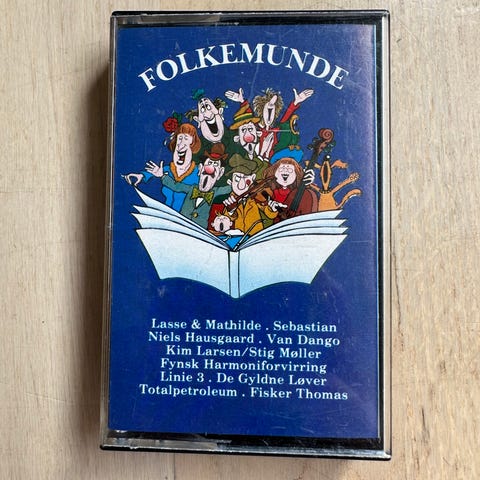 FOLKEMUNDE
Lasse & Mathilde . Sebastian
Niels Hausgaard . Van Dango
Kim Larsen/Stig Møller
Fynsk Harmoniforvirring
Linie 3 . De Gyldne Løver
Totalpetroleum . Fisker Thomas